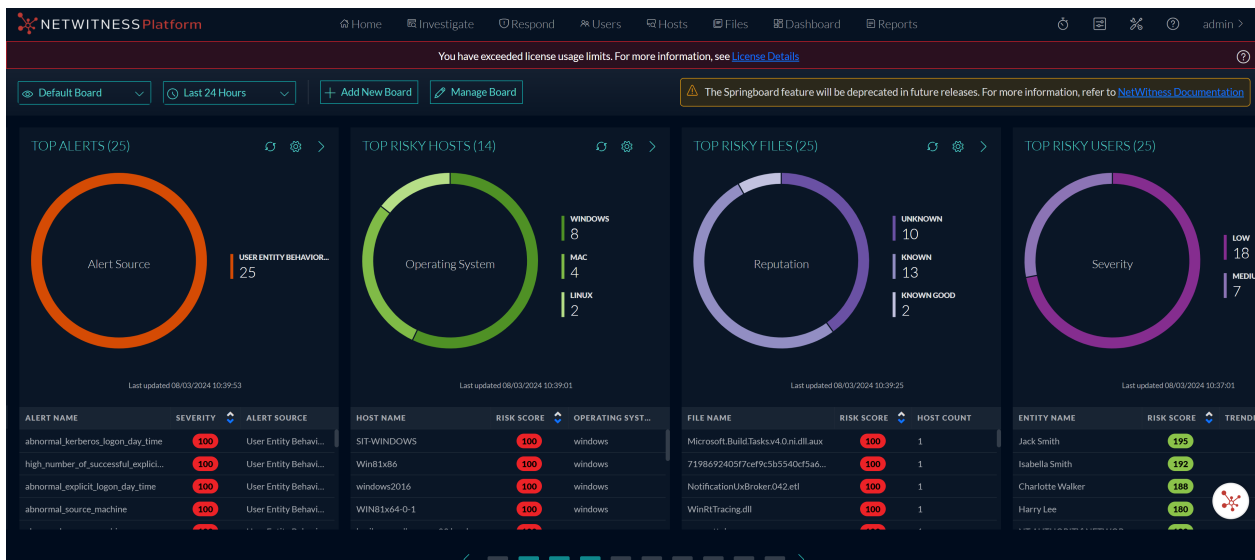 NETWITNESS Platform
Home Investigate Respond Users Hosts Files Dashboard Reports admin
You have exceeded license usage limits. For more information, see License Details
Default Board Last 24 Hours Add New Board Manage Board
The Springboard feature will be deprecated in future releases. For more information, refer to NetWitness Documentation
TOP ALERTS (25)
Alert Source
USER ENTITY BEHAVIOR...
25
Last updated 08/03/2024 10:39:53
ALERT NAME SEVERITY ALERT SOURCE
abnormal_kerberos_logon_day_time 100 User Entity Behavi...
high_number_of_successful_explici... 100 User Entity Behavi...
abnormal_explicit_logon_day_time 100 User Entity Behavi...
abnormal_source_machine 100 User Entity Behavi...
TOP RISKY HOSTS (14)
Operating System
WINDOWS
8
MAC
4
LINUX
2
Last updated 08/03/2024 10:39:01
HOST NAME RISK SCORE OPERATING SYST...
SIT-WINDOWS 100 windows
Win81x86 100 windows
windows2016 100 windows
WIN81x64-0-1 100 windows
TOP RISKY FILES (25)
Reputation
UNKNOWN
10
KNOWN
13
KNOWN GOOD
2
Last updated 08/03/2024 10:39:25
FILE NAME RISK SCORE HOST COUNT
Microsoft.Build.Tasks.v4.0.ni.dll.aux 100 1
7198692405f7cef9c5b5540cf5a6... 100 1
NotificationUxBroker.042.etl 100 1
WinRtTracing.dll 100 1
TOP RISKY USERS (25)
Severity
LOW
18
MEDIU
7
Last updated 08/03/2024 10:37:01
ENTITY NAME RISK SCORE TRENDI
Jack Smith 195
Isabella Smith 192
Charlotte Walker 188
Harry Lee 180